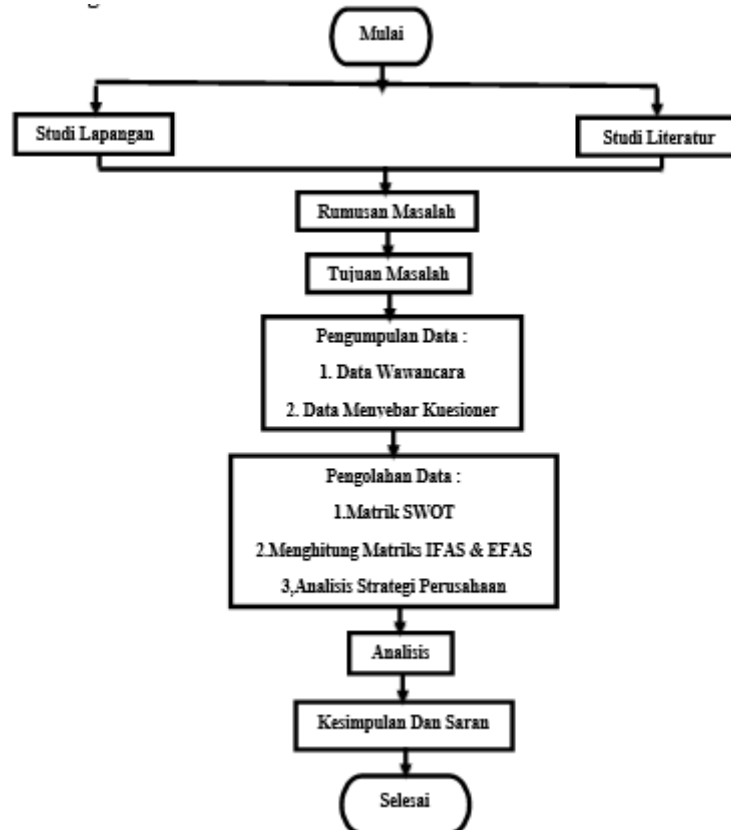 Mulai
Studi Lapangan
Studi Literatur
Rumusan Masalah
Tujuan Masalah
Pengumpulan Data :
1. Data Wawancara
2. Data Menyebar Kuesioner
Pengolahan Data :
1.Matrik SWOT
2.Menghitung Matriks IFAS & EFAS
3,Analisis Strategi Perusahaan
Analisis
Kesimpulan Dan Saran
Selesai